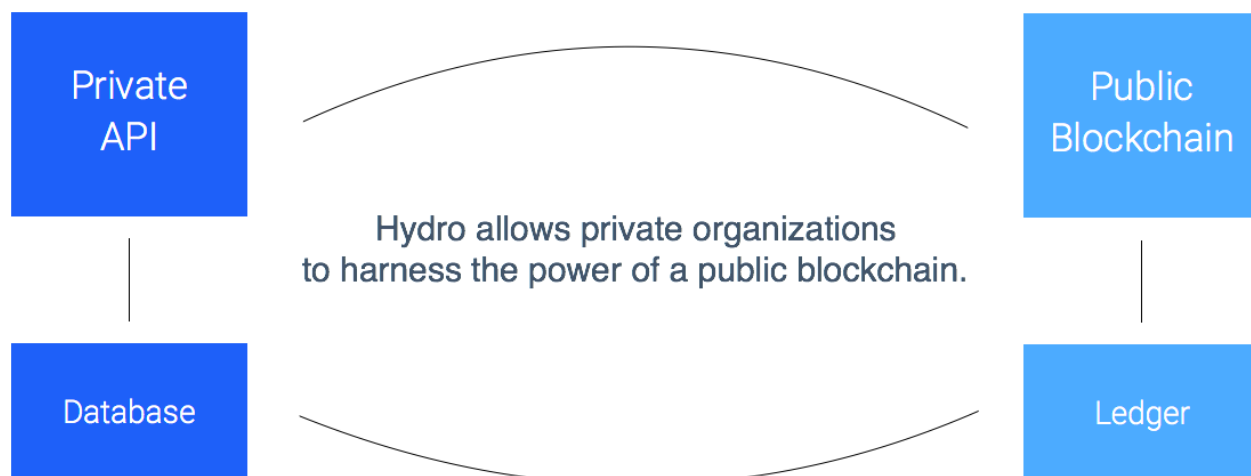 Private
API
Public
Blockchain
Hydro allows private organizations
to harness the power of a public blockchain.
Database
Ledger